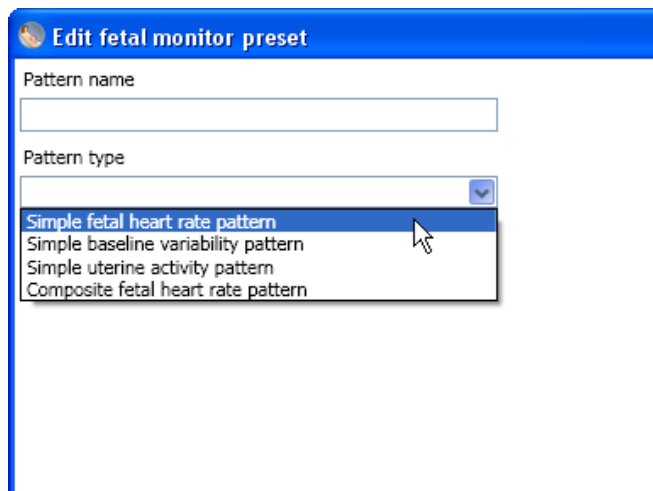 Edit fetal monitor preset
Pattern name
Pattern type
Simple fetal heart rate pattern
Simple baseline variability pattern
Simple uterine activity pattern
Composite fetal heart rate pattern